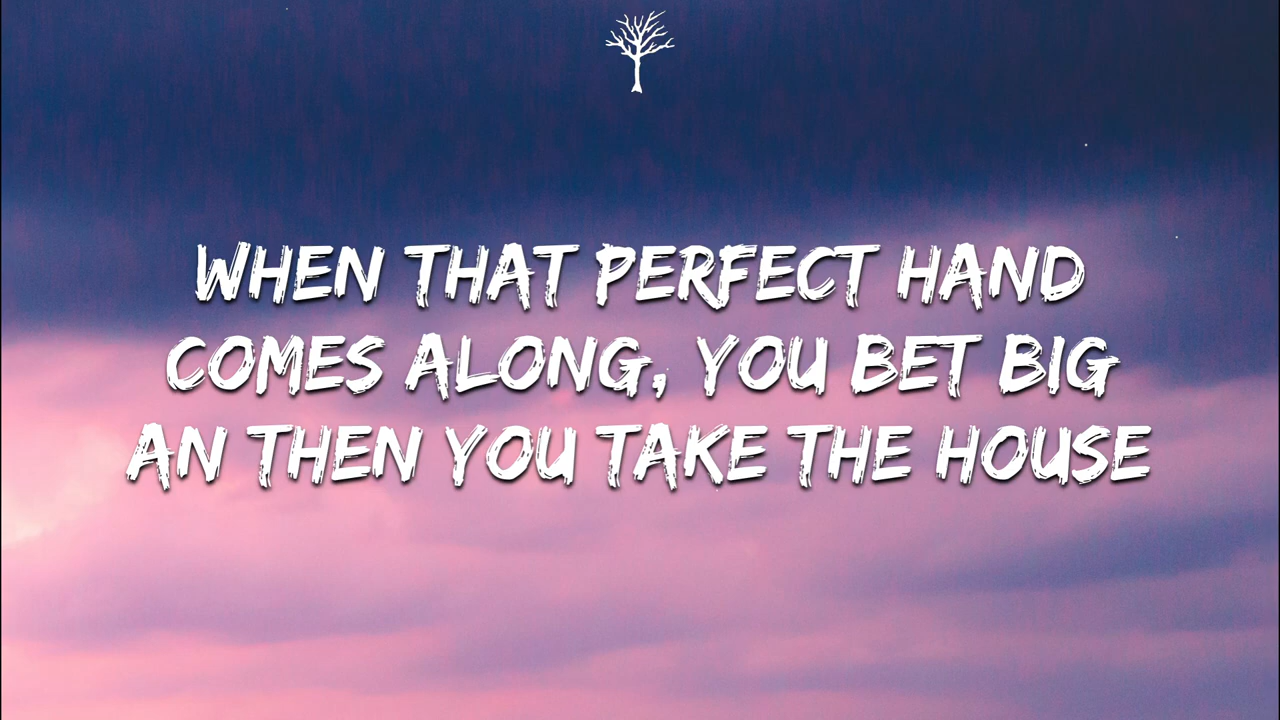 WHEN THAT PERFECT HAND
COMES ALONG, YOU BET BIG
AN THEN YOU TAKE THE HOUSE